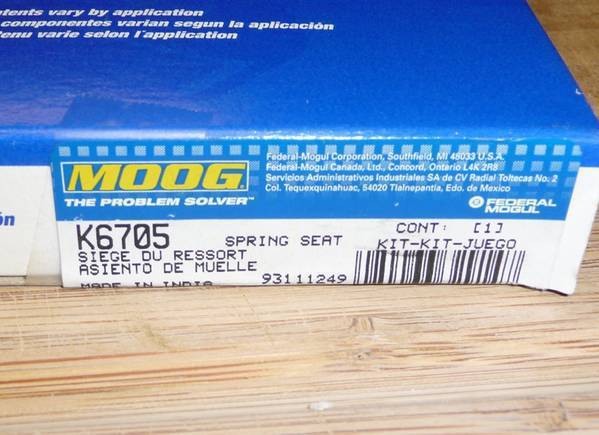 ntents vary by application
componentes varian segun la aplicación
tenu varie selon l'application
MOOG
THE PROBLEM SOLVER™
Federal-Mogul Corporation, Southfield, MI 48033 U.S.A.
Federal-Mogul Canada, Ltd., Concord, Ontario L4K 2R8
Servicios Administrativos Industriales SA de CV Radial Toltecas No. 2
Col. Tequexquinahuac, 54020 Tlalnepantla, Edo. de Mexico
FEDERAL
MOGUL
ón
K6705 SPRING SEAT CONT: [1]
KIT-KIT-JUEGO
SIEGE DU RESSORT
ASIENTO DE MUELLE
MADE IN INDIA 93111249